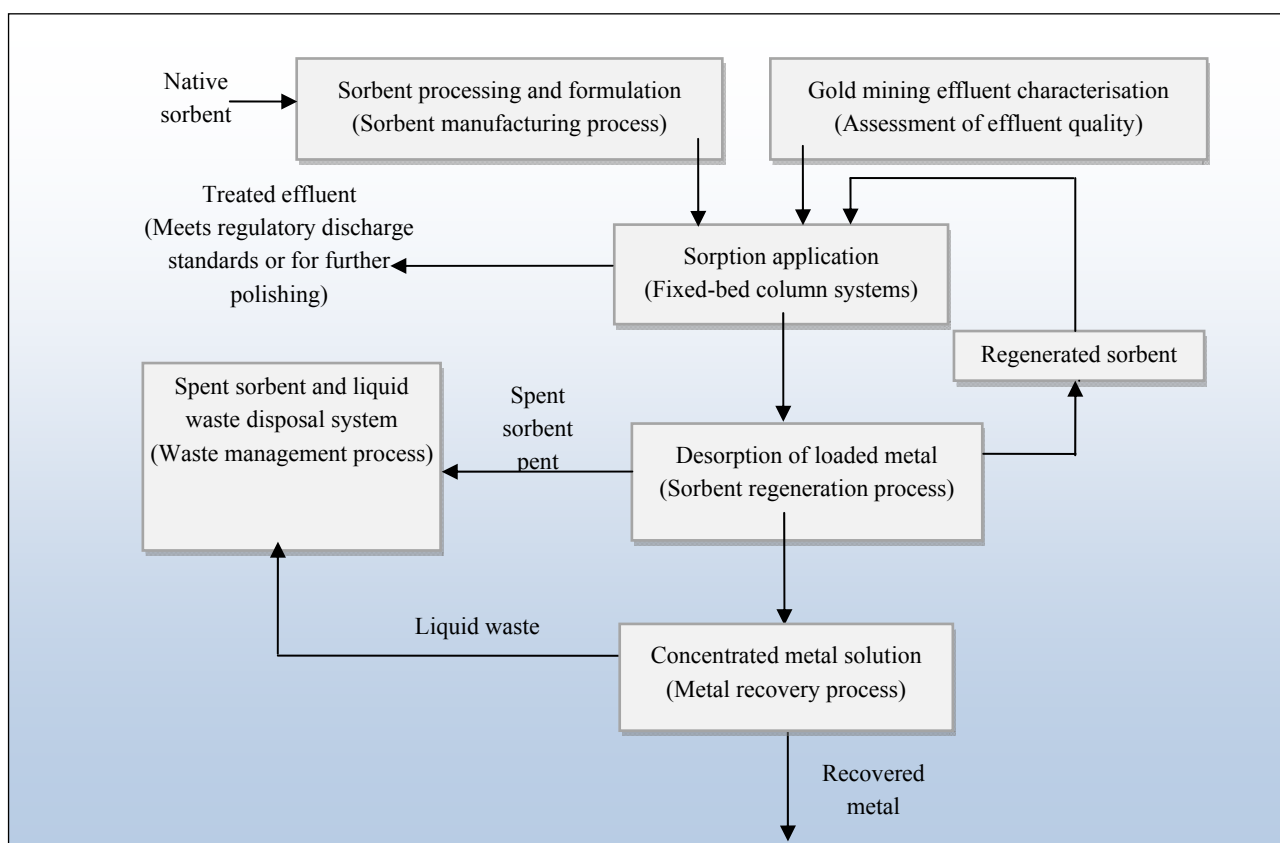 Native
sorbent
Sorbent processing and formulation
(Sorbent manufacturing process)
Gold mining effluent characterisation
(Assessment of effluent quality)
Treated effluent
(Meets regulatory discharge
standards or for further
polishing)
Sorption application
(Fixed-bed column systems)
Regenerated sorbent
Spent sorbent and liquid
waste disposal system
(Waste management process)
Spent
sorbent
pent
Desorption of loaded metal
(Sorbent regeneration process)
Liquid waste
Concentrated metal solution
(Metal recovery process)
Recovered
metal